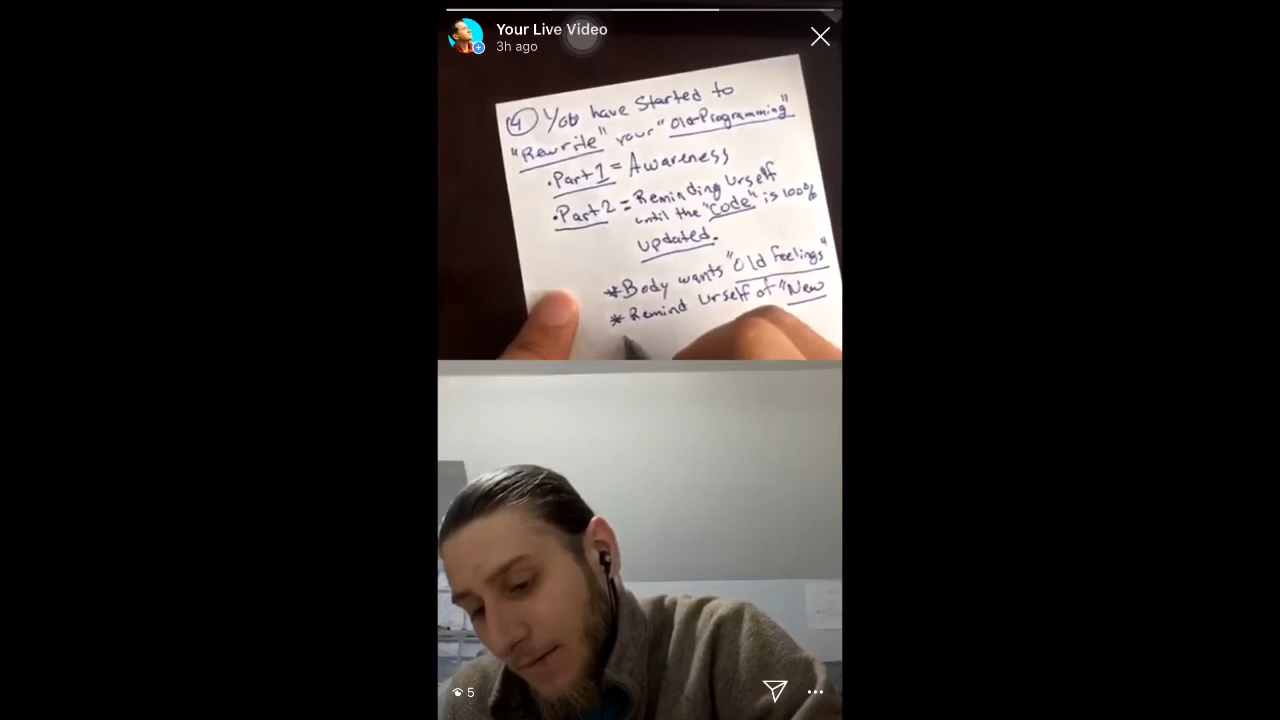 Your Live Video
3h ago
4 You have Started to
"Rewrite" your "Old-Programming"
• Part 1 = Awareness
• Part 2 = Reminding urself
until the "Code" is 100%
updated.
* Body wants "Old feelings"
* Remind urself of "New
5